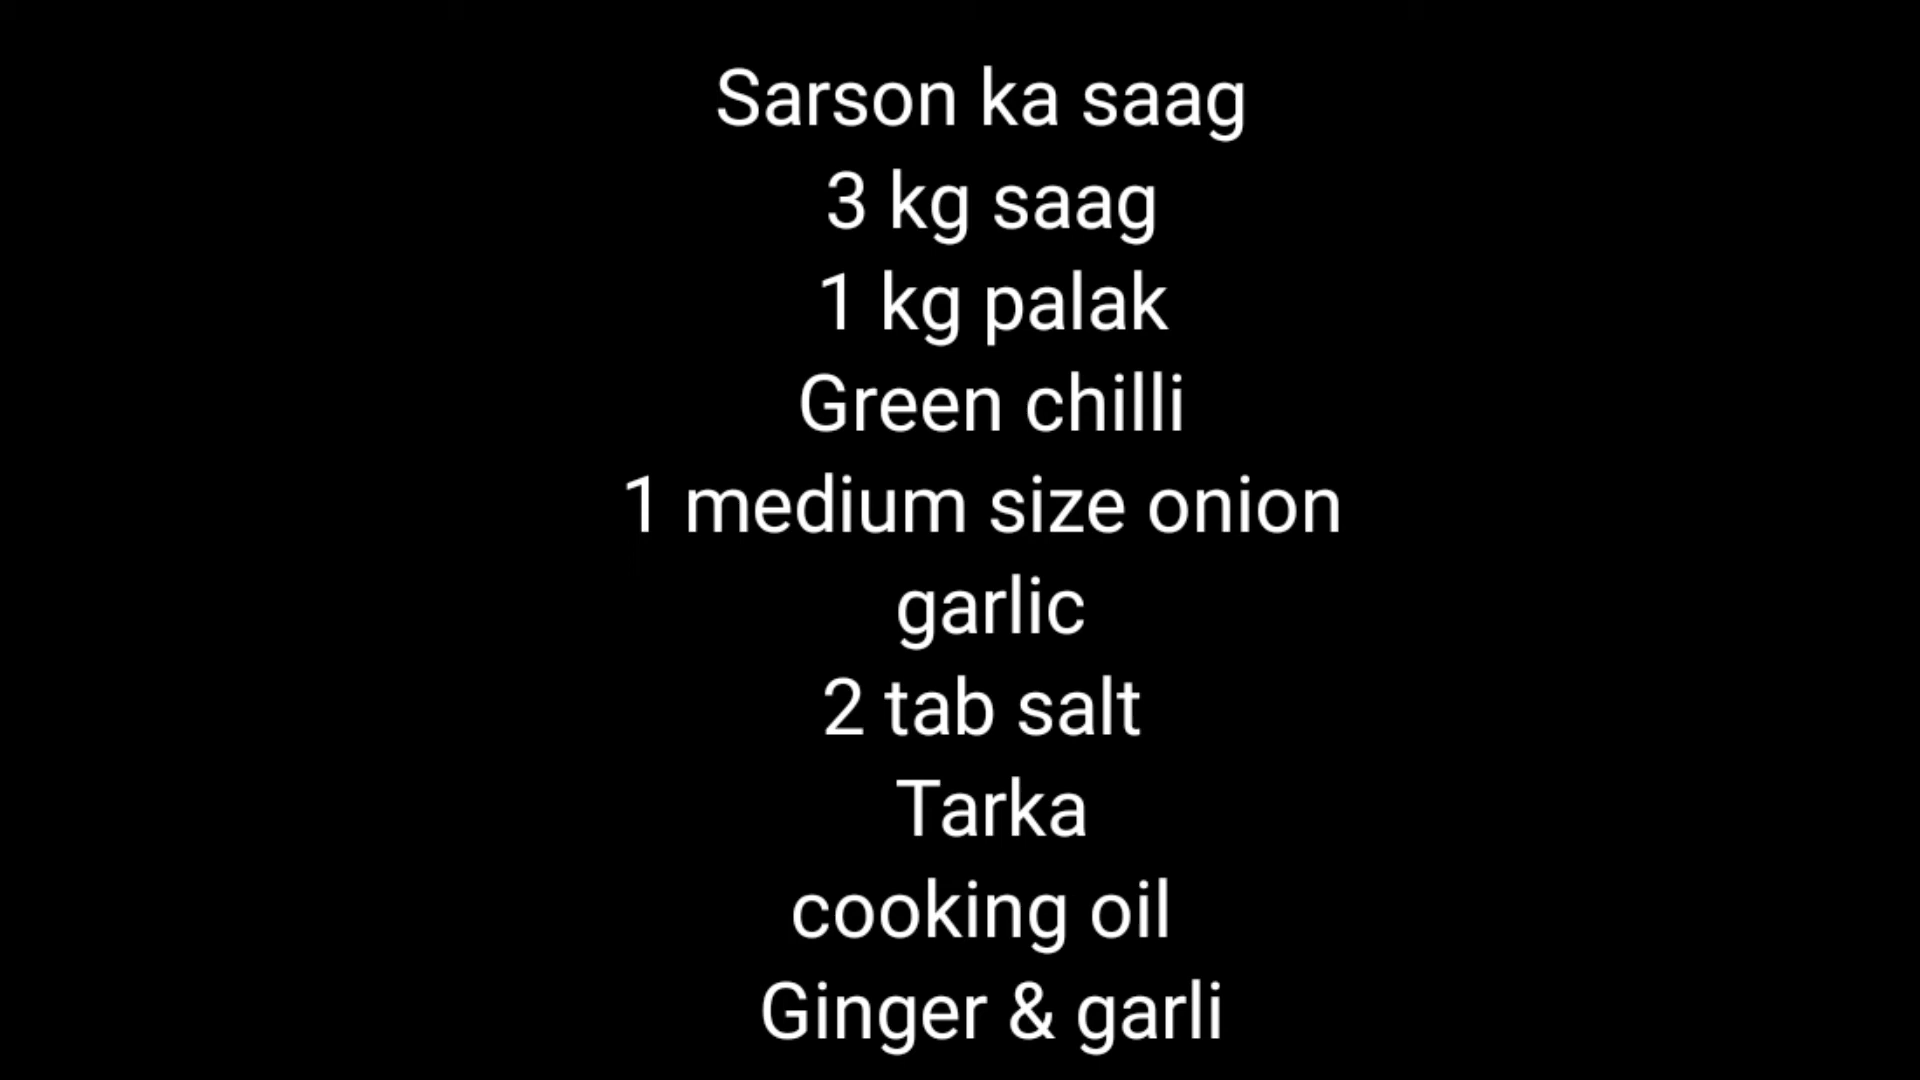 Sarson ka saag
3 kg saag
1 kg palak
Green chilli
1 medium size onion
garlic
2 tab salt
Tarka
cooking oil
Ginger & garli